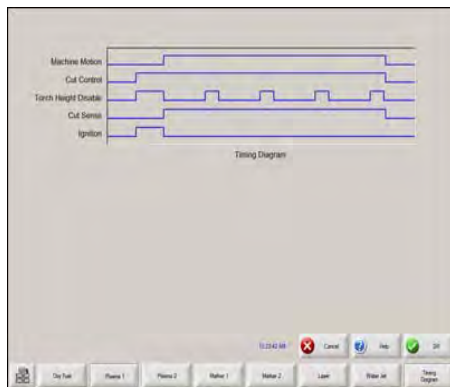 Machine Motion
Cut Control
Torch Height Disable
Cut Sense
Ignition
Timing Diagram
Cancel
Help
OK
Oxy Fuel
Plasma 1
Plasma 2
Marker 1
Marker 2
Laser
Water Jet
Timing
Diagram